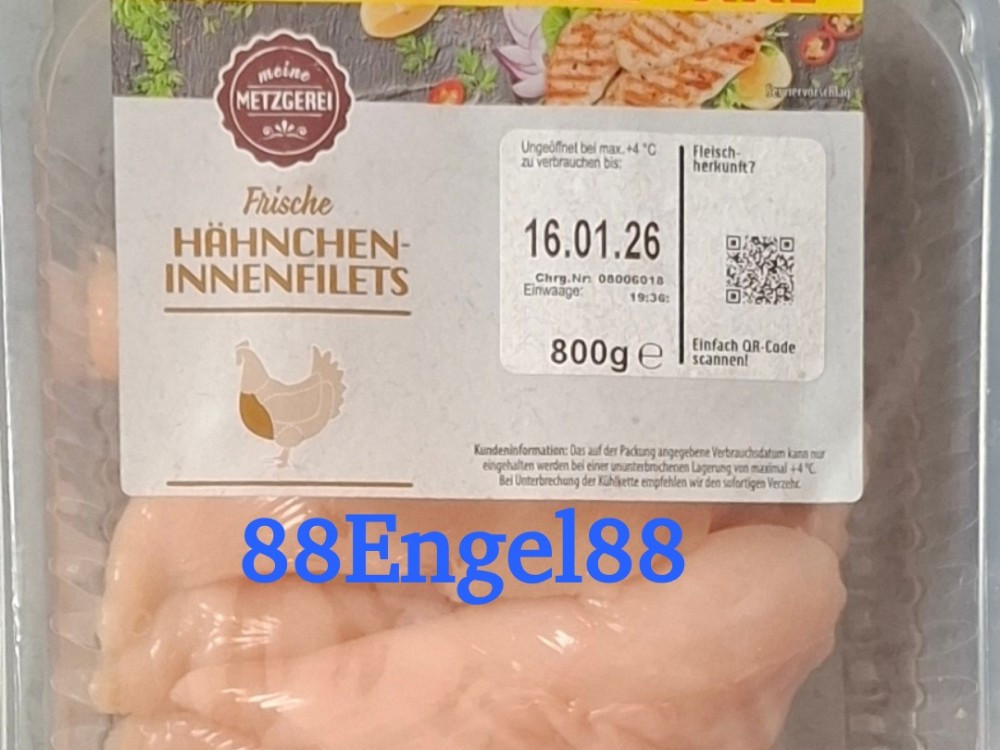 meine
METZGEREI
Serviervorschlag
Frische
HÄHNCHEN-
INNENFILETS
Ungeöffnet bei max. +4 °C
zu verbrauchen bis:
16.01.26
Chrg.Nr: 08006018
Einwaage:
19:36:
800g e
Fleisch-
herkunft?
Einfach QR-Code
scannen!
Kundeninformation: Das auf der Packung angegebene Verbrauchsdatum kann nur
eingehalten werden bei einer ununterbrochenen Lagerung von maximal +4 °C.
Bei Unterbrechung der Kühlkette empfehlen wir den sofortigen Verzehr.
88Engel88